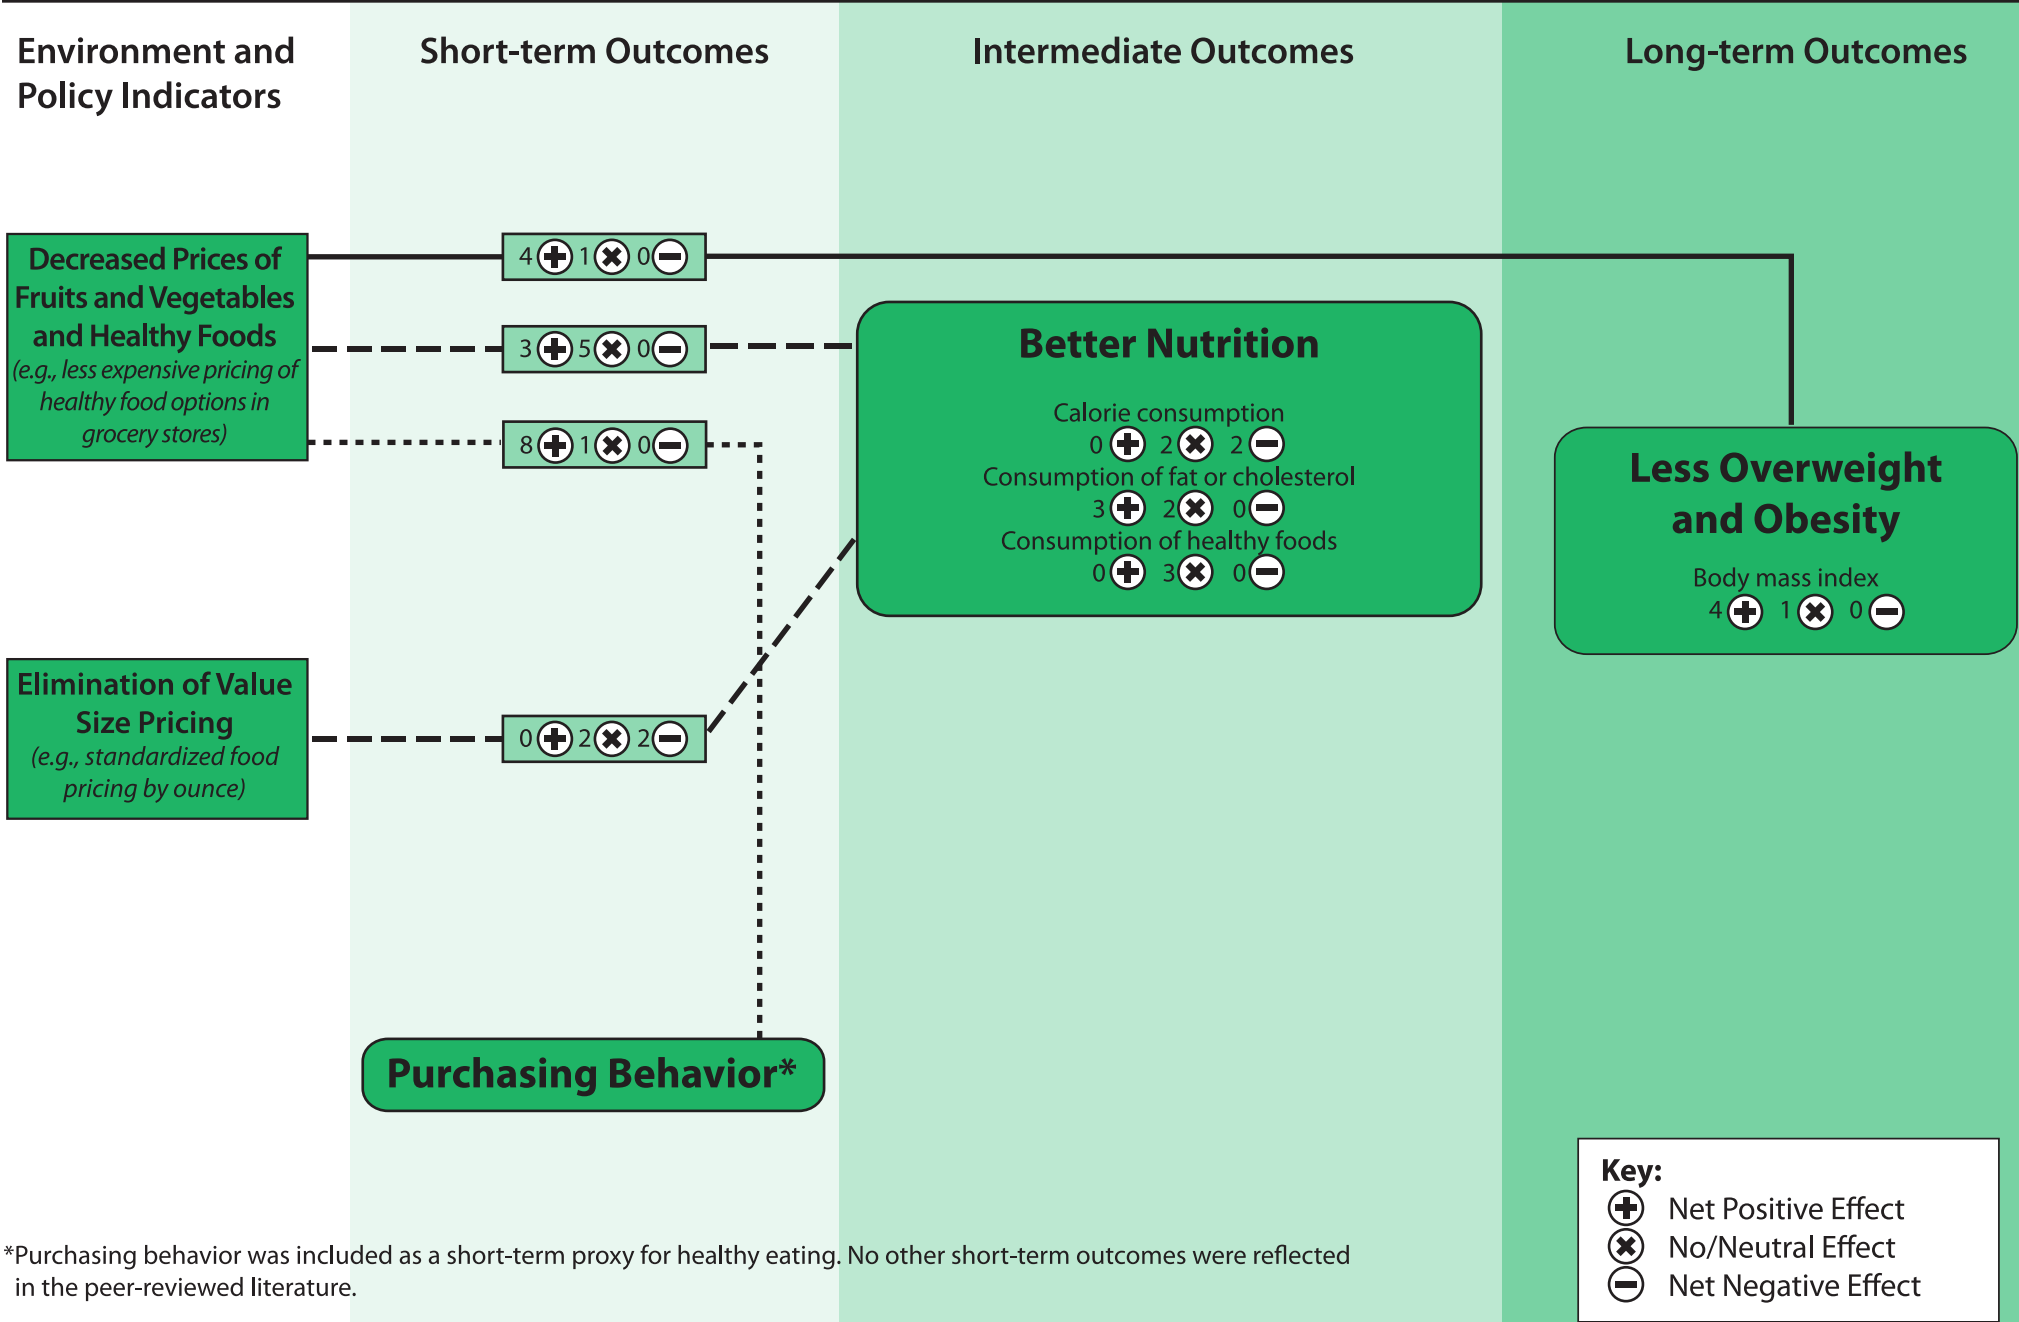 Environment and
Policy Indicators
Short-term Outcomes
Intermediate Outcomes
Long-term Outcomes
Decreased Prices of
Fruits and Vegetables
and Healthy Foods
(e.g., less expensive pricing of
healthy food options in
grocery stores)
4 + 1 × 0 −
3 + 5 × 0 −
8 + 1 × 0 −
Better Nutrition
Calorie consumption
0 + 2 × 2 −
Consumption of fat or cholesterol
3 + 2 × 0 −
Consumption of healthy foods
0 + 3 × 0 −
Less Overweight
and Obesity
Body mass index
4 + 1 × 0 −
Elimination of Value
Size Pricing
(e.g., standardized food
pricing by ounce)
0 + 2 × 2 −
Purchasing Behavior*
Key:
+ Net Positive Effect
× No/Neutral Effect
− Net Negative Effect
*Purchasing behavior was included as a short-term proxy for healthy eating. No other short-term outcomes were reflected
in the peer-reviewed literature.